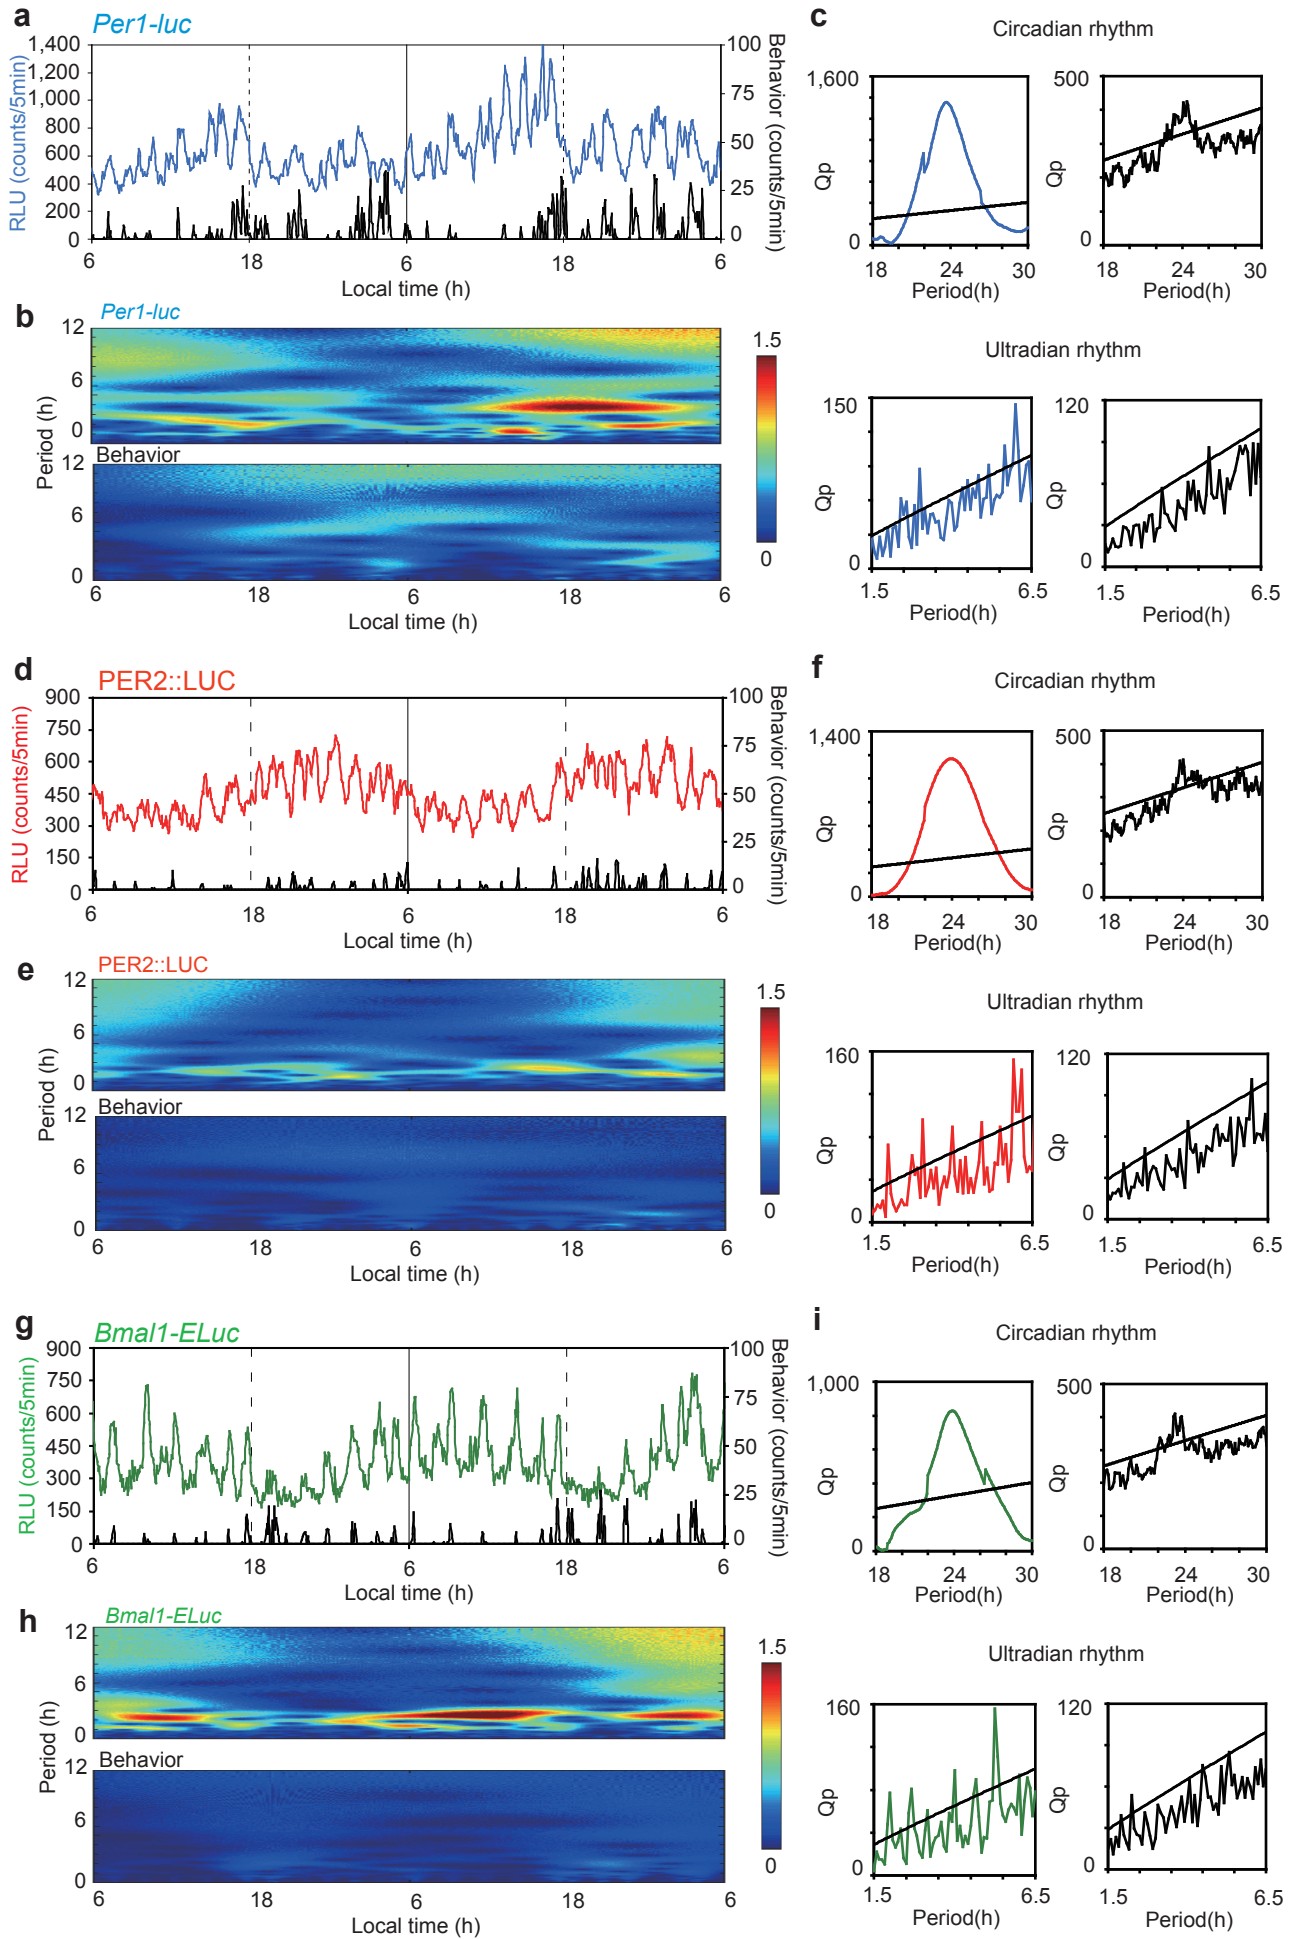 a
Per1-luc
RLU (counts/5min)
1,400
1,200
1,000
800
600
400
200
0
100
75
50
25
0
Behavior (counts/5min)
6
18
6
18
6
Local time (h)
b
Per1-luc
12
6
0
Behavior
12
6
0
Period (h)
6
18
6
18
6
Local time (h)
1.5
0
c
Circadian rhythm
1,600
Qp
0
18
24
30
Period(h)
500
Qp
0
18
24
30
Period(h)
Ultradian rhythm
150
Qp
0
1.5
6.5
Period(h)
120
Qp
0
1.5
6.5
Period(h)
d
PER2::LUC
RLU (counts/5min)
900
750
600
450
300
150
0
100
75
50
25
0
Behavior (counts/5min)
6
18
6
18
6
Local time (h)
e
PER2::LUC
12
6
0
Behavior
12
6
0
Period (h)
6
18
6
18
6
Local time (h)
1.5
0
f
Circadian rhythm
1,400
Qp
0
18
24
30
Period(h)
500
Qp
0
18
24
30
Period(h)
Ultradian rhythm
160
Qp
0
1.5
6.5
Period(h)
120
Qp
0
1.5
6.5
Period(h)
g
Bmal1-ELuc
RLU (counts/5min)
900
750
600
450
300
150
0
100
75
50
25
0
Behavior (counts/5min)
6
18
6
18
6
Local time (h)
h
Bmal1-ELuc
12
6
0
Behavior
12
6
0
Period (h)
6
18
6
18
6
Local time (h)
1.5
0
i
Circadian rhythm
1,000
Qp
0
18
24
30
Period(h)
500
Qp
0
18
24
30
Period(h)
Ultradian rhythm
160
Qp
0
1.5
6.5
Period(h)
120
Qp
0
1.5
6.5
Period(h)